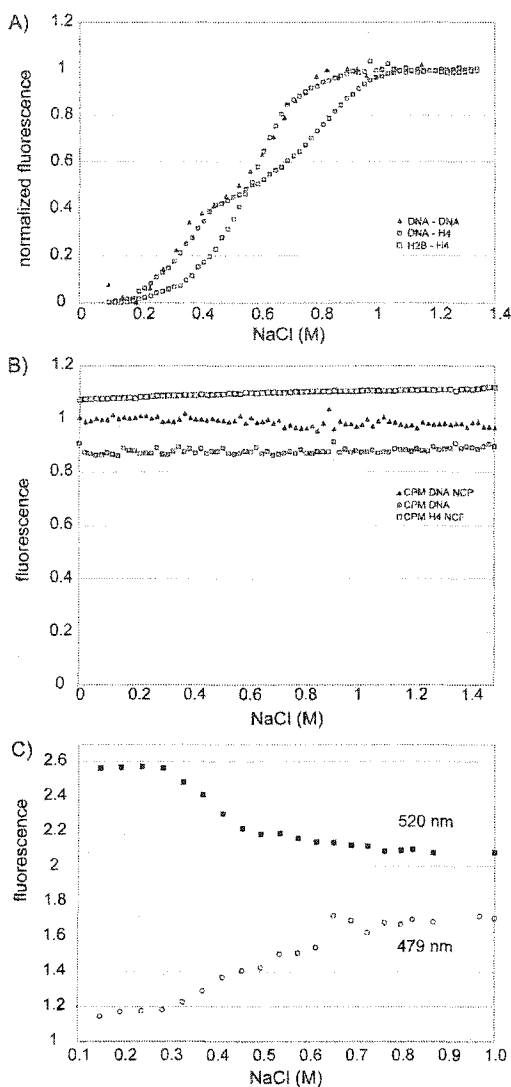 A)
1.2
1
0.8
0.6
0.4
0.2
0
normalized fluorescence
DNA - DNA
DNA - H4
H2B - H4
0 0.2 0.4 0.6 0.8 1 1.2 1.4
NaCl (M)
B)
1.2
1
0.8
0.6
0.4
0.2
0
fluorescence
CPM DNA NCP
CPM DNA
CPM H4 NCP
0 0.2 0.4 0.6 0.8 1 1.2 1.4
NaCl (M)
C)
2.6
2.4
2.2
2
1.8
1.6
1.4
1.2
1
fluorescence
520 nm
479 nm
0.1 0.2 0.3 0.4 0.5 0.6 0.7 0.8 0.9 1.0
NaCl (M)